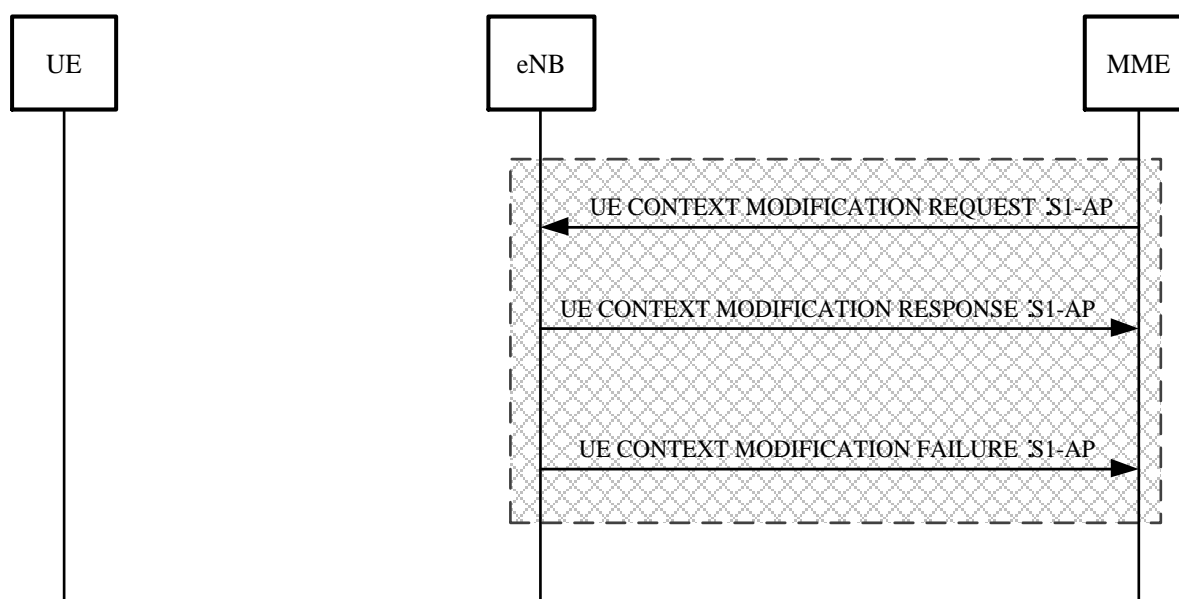 UE
eNB
MME
UE CONTEXT MODIFICATION REQUEST :S1-AP
UE CONTEXT MODIFICATION RESPONSE :S1-AP
UE CONTEXT MODIFICATION FAILURE :S1-AP